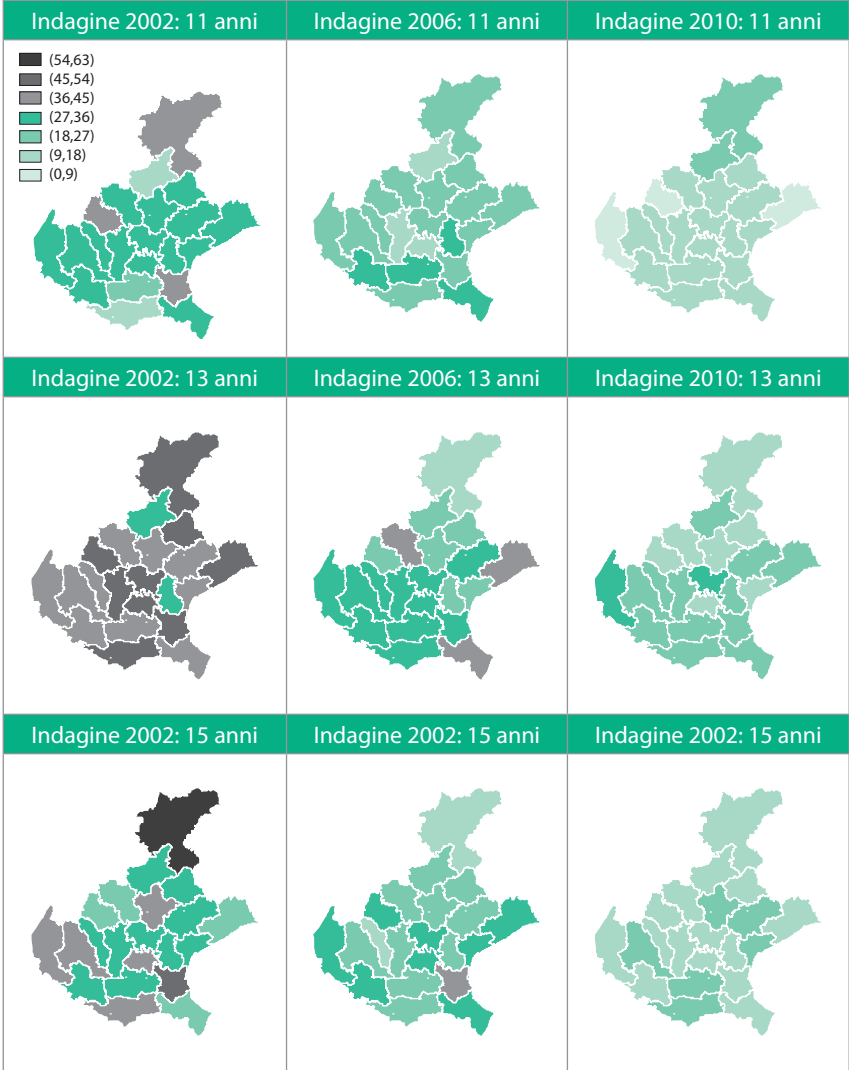 Indagine 2002: 11 anni
Indagine 2006: 11 anni
Indagine 2010: 11 anni
(54,63)
(45,54)
(36,45)
(27,36)
(18,27)
(9,18)
(0,9)
Indagine 2002: 13 anni
Indagine 2006: 13 anni
Indagine 2010: 13 anni
Indagine 2002: 15 anni
Indagine 2002: 15 anni
Indagine 2002: 15 anni